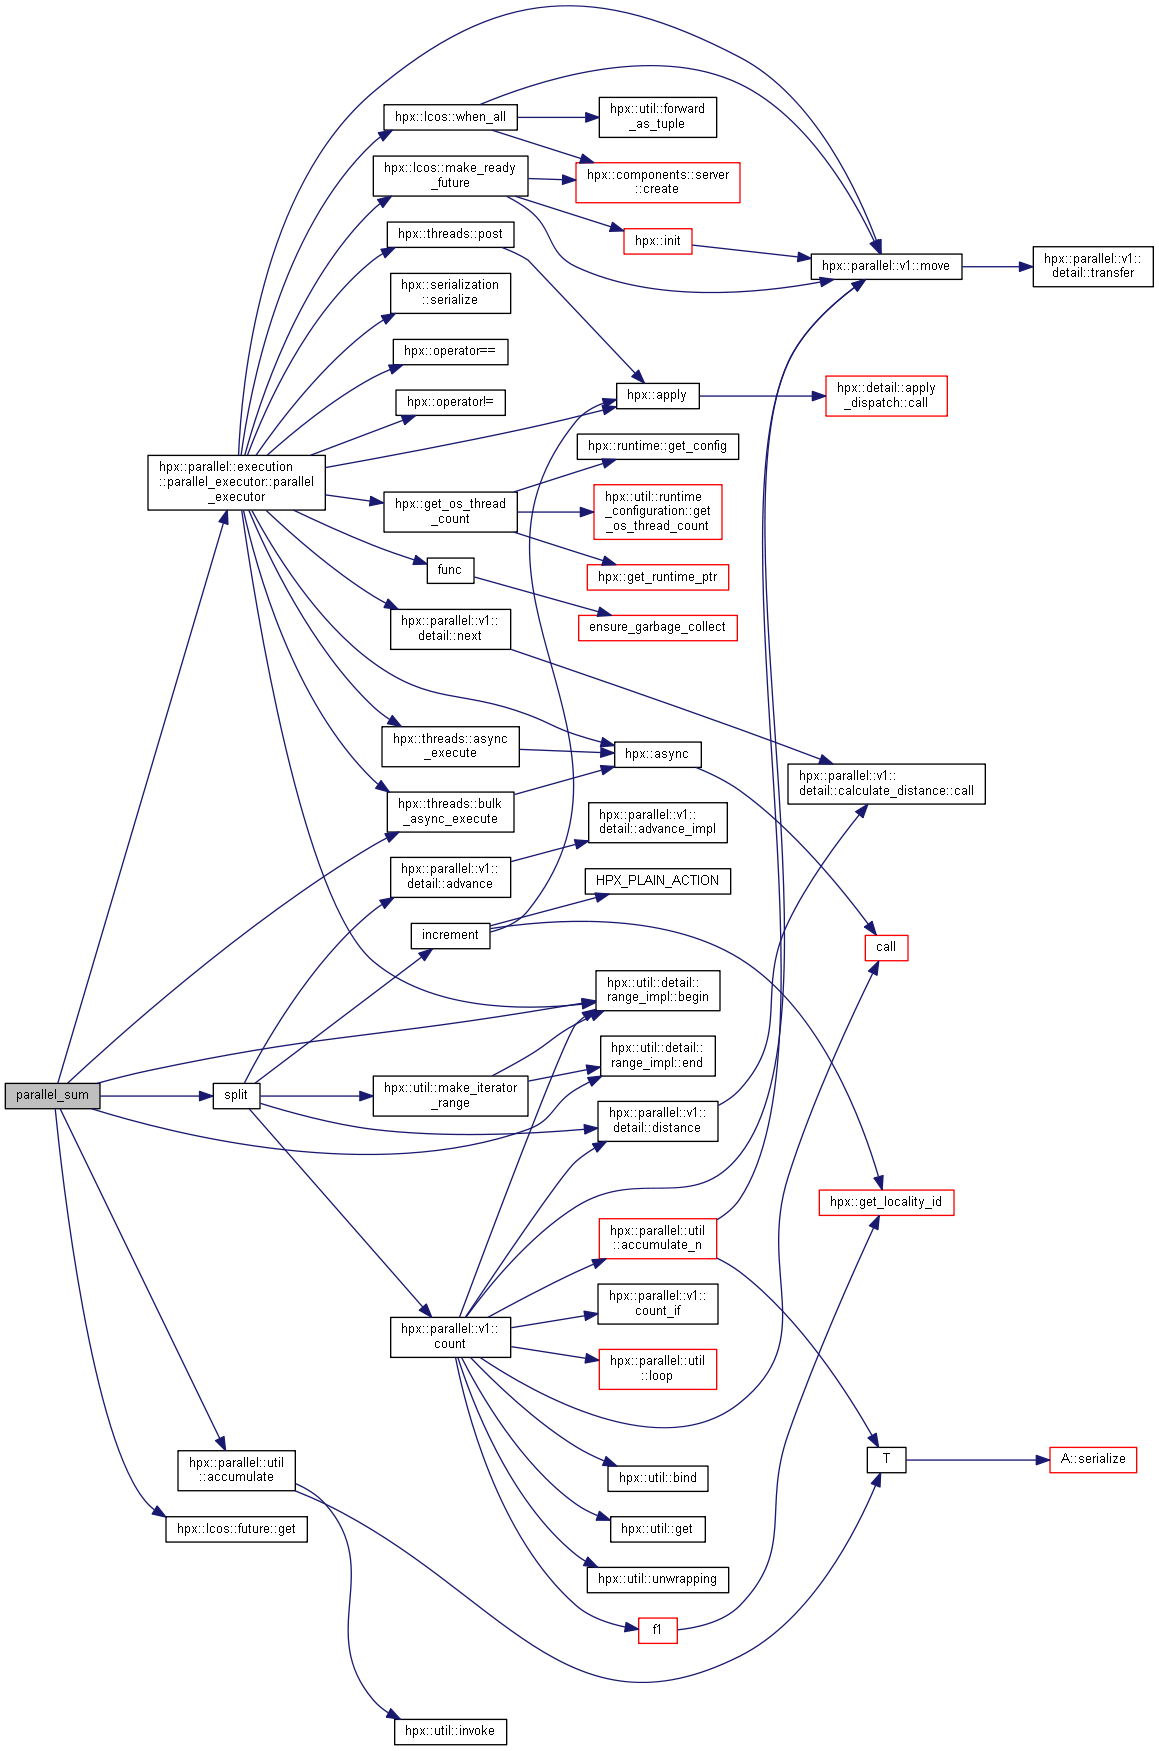 hpx::lcos::when_all
hpx::util::forward
_as_tuple
hpx::lcos::make_ready
_future
hpx::components::server
::create
hpx::threads::post
hpx::init
hpx::parallel::v1::move
hpx::parallel::v1::
detail::transfer
hpx::serialization
::serialize
hpx::operator==
hpx::operator!=
hpx::apply
hpx::detail::apply
_dispatch::call
hpx::parallel::execution
::parallel_executor::parallel
_executor
hpx::runtime::get_config
hpx::get_os_thread
_count
hpx::util::runtime
_configuration::get
_os_thread_count
func
hpx::get_runtime_ptr
ensure_garbage_collect
hpx::parallel::v1::
detail::next
hpx::threads::async
_execute
hpx::async
hpx::parallel::v1::
detail::calculate_distance::call
hpx::threads::bulk
_async_execute
hpx::parallel::v1::
detail::advance_impl
hpx::parallel::v1::
detail::advance
HPX_PLAIN_ACTION
increment
call
hpx::util::detail::
range_impl::begin
hpx::util::detail::
range_impl::end
parallel_sum
split
hpx::util::make_iterator
_range
hpx::parallel::v1::
detail::distance
hpx::get_locality_id
hpx::parallel::util
::accumulate_n
hpx::parallel::v1::
count_if
hpx::parallel::v1::
count
hpx::parallel::util
::loop
hpx::parallel::util
::accumulate
T
A::serialize
hpx::util::bind
hpx::lcos::future::get
hpx::util::get
hpx::util::unwrapping
f1
hpx::util::invoke